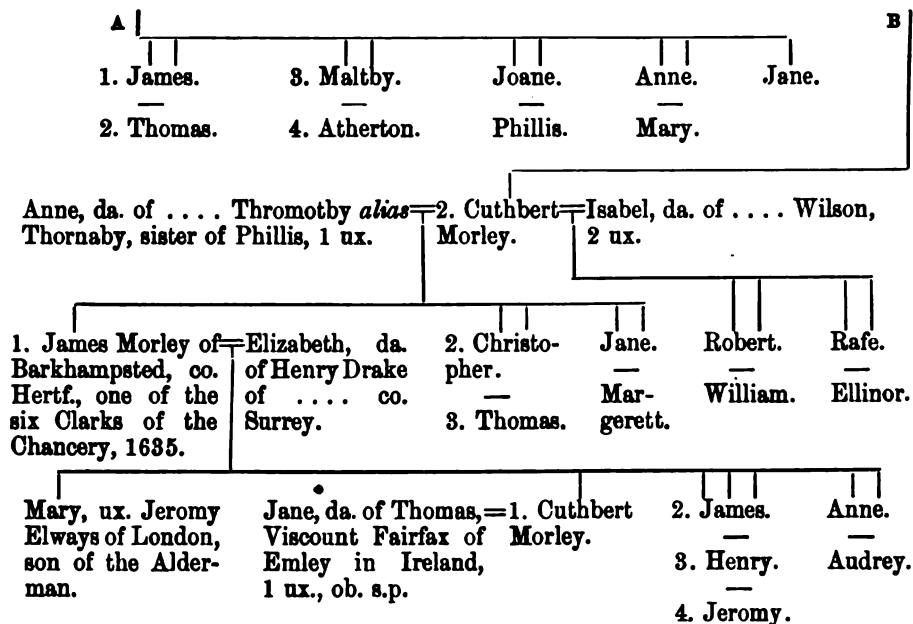 A B
1. James. 3. Maltby. Joane. Anne. Jane.
— — — —
2. Thomas. 4. Atherton. Phillis. Mary.
Anne, da. of .... Thromotby alias=2. Cuthbert=Isabel, da. of .... Wilson,
Thornaby, sister of Phillis, 1 ux. Morley. 2 ux.
1. James Morley of=Elizabeth, da.
Barkhampsted, co. of Henry Drake
Hertf., one of the of .... co.
six Clarks of the Surrey.
Chancery, 1635.
2. Christo-
pher.
—
3. Thomas.
Jane.
—
Mar-
gerett.
Robert.
—
William.
Rafe.
—
Ellinor.
Mary, ux. Jeromy
Elways of London,
son of the Alder-
man.
Jane, da. of Thomas,=1. Cuthbert
Viscount Fairfax of Morley.
Emley in Ireland,
1 ux., ob. s.p.
2. James.
—
3. Henry.
—
4. Jeromy.
Anne.
—
Audrey.